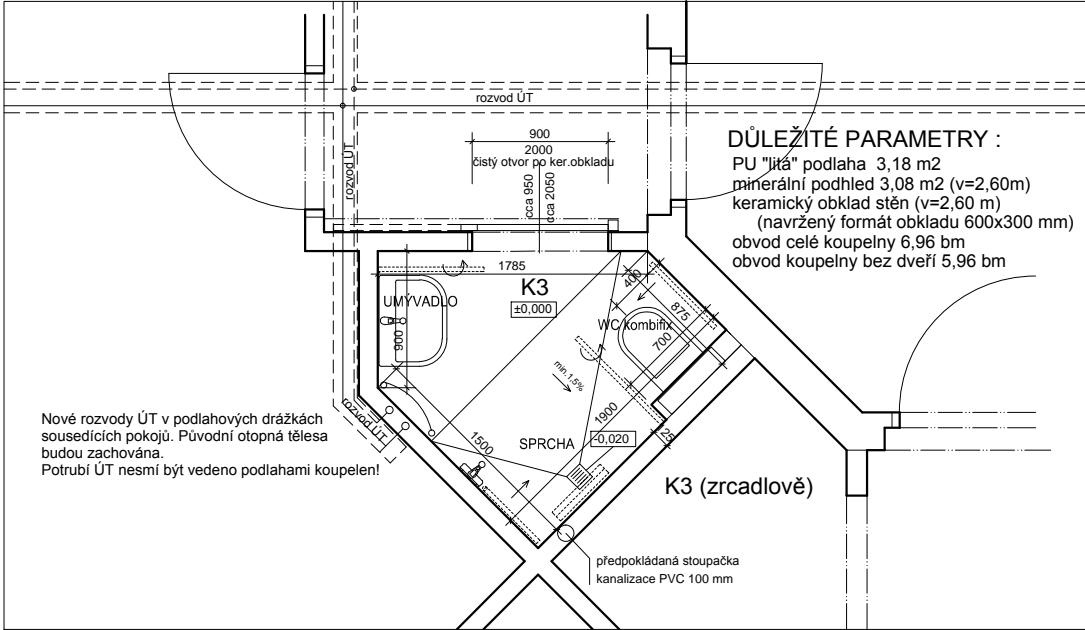 rozvod ÚT
900
2000
čistý otvor po ker.obkladu
rozvod ÚT
cca 950
cca 2050
DŮLEŽITÉ PARAMETRY :
PU "litá" podlaha 3,18 m2
minerální podhled 3,08 m2 (v=2,60m)
keramický obklad stěn (v=2,60 m)
(navržený formát obkladu 600x300 mm)
obvod celé koupelny 6,96 bm
obvod koupelny bez dveří 5,96 bm
1785
K3
±0,000
UMÝVADLO
900
400
875
WC kombifix
700
min.1,5%
1900
rozvod ÚT
1500
SPRCHA
-0,020
25
Nové rozvody ÚT v podlahových drážkách
sousedících pokojů. Původní otopná tělesa
budou zachována.
Potrubí ÚT nesmí být vedeno podlahami koupelen!
K3 (zrcadlově)
předpokládaná stoupačka
kanalizace PVC 100 mm